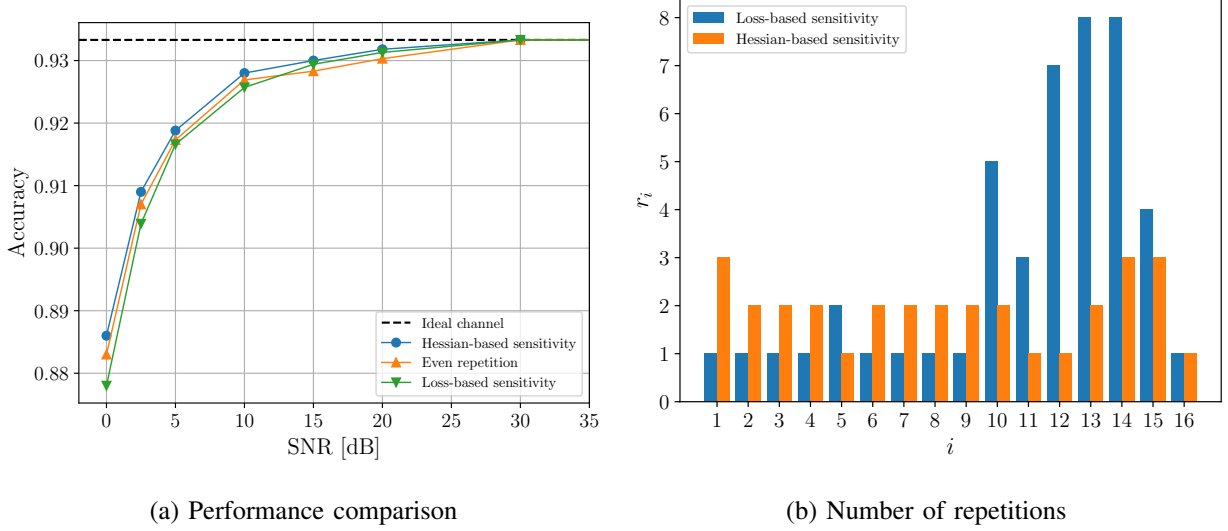 0.93
0.92
0.91
0.90
0.89
0.88
Accuracy
0 5 10 15 20 25 30 35
SNR [dB]
Ideal channel
Hessian-based sensitivity
Even repetition
Loss-based sensitivity
(a) Performance comparison
8
7
6
5
4
3
2
1
0
r_i
Loss-based sensitivity
Hessian-based sensitivity
1 2 3 4 5 6 7 8 9 10 11 12 13 14 15 16
i
(b) Number of repetitions